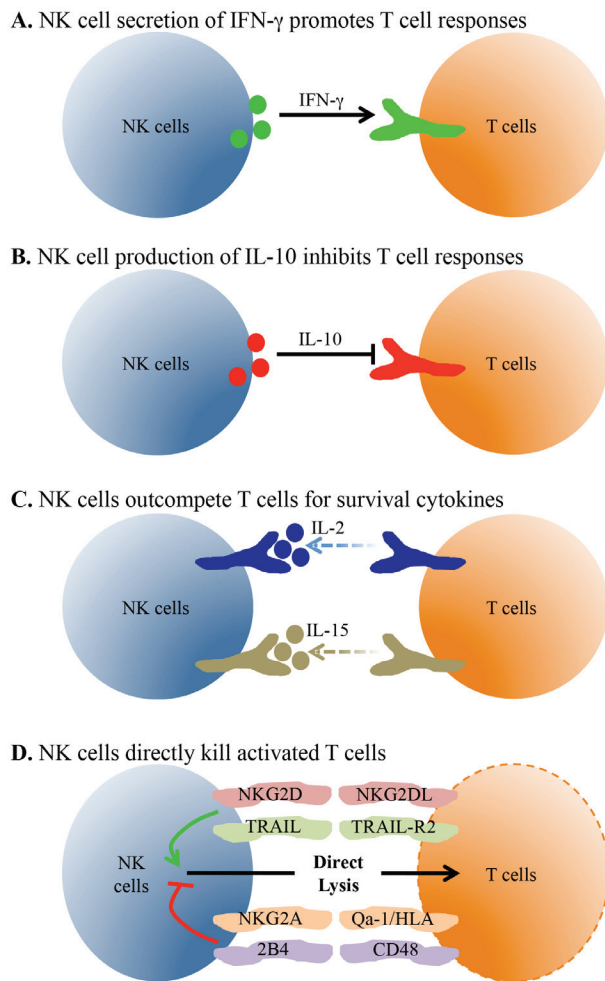 A. NK cell secretion of IFN-γ promotes T cell responses
NK cells
IFN-γ
T cells
B. NK cell production of IL-10 inhibits T cell responses
NK cells
IL-10
T cells
C. NK cells outcompete T cells for survival cytokines
IL-2
NK cells
T cells
IL-15
D. NK cells directly kill activated T cells
NKG2D
NKG2DL
TRAIL
TRAIL-R2
NK
cells
Direct
Lysis
T cells
NKG2A
Qa-1/HLA
2B4
CD48